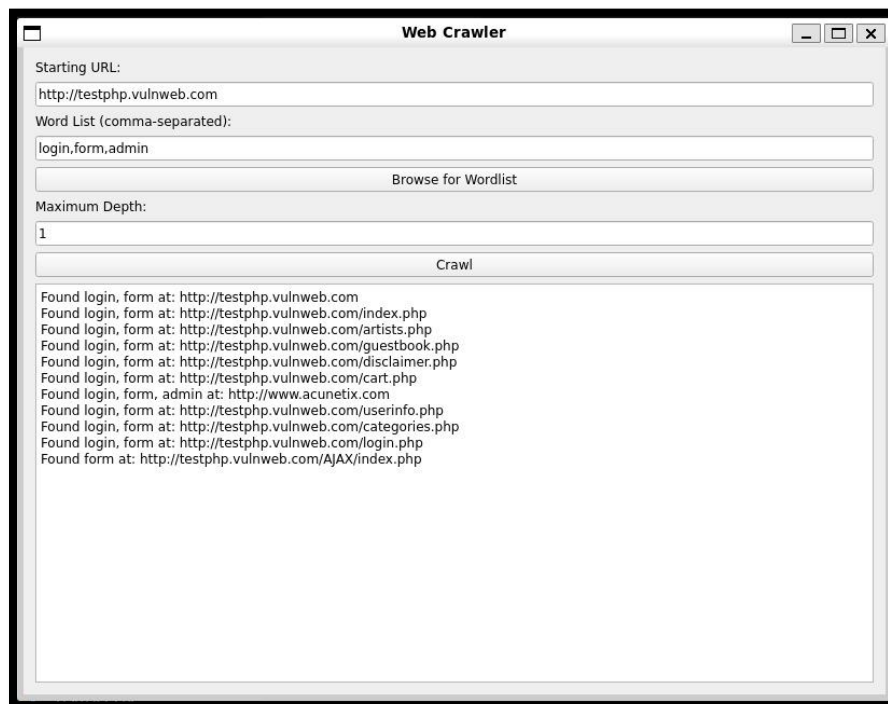 Web Crawler
Starting URL:
http://testphp.vulnweb.com
Word List (comma-separated):
login,form,admin
Browse for Wordlist
Maximum Depth:
1
Crawl
Found login, form at: http://testphp.vulnweb.com
Found login, form at: http://testphp.vulnweb.com/index.php
Found login, form at: http://testphp.vulnweb.com/artists.php
Found login, form at: http://testphp.vulnweb.com/guestbook.php
Found login, form at: http://testphp.vulnweb.com/disclaimer.php
Found login, form at: http://testphp.vulnweb.com/cart.php
Found login, form, admin at: http://www.acunetix.com
Found login, form at: http://testphp.vulnweb.com/userinfo.php
Found login, form at: http://testphp.vulnweb.com/categories.php
Found login, form at: http://testphp.vulnweb.com/login.php
Found form at: http://testphp.vulnweb.com/AJAX/index.php